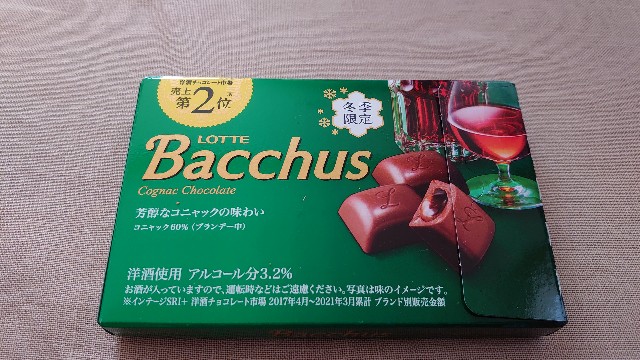 洋酒チョコレート市場
売上
第2位※
冬季
限定
LOTTE
Bacchus
Cognac Chocolate
芳醇なコニャックの味わい
コニャック60%(ブランデー中)
洋酒使用 アルコール分3.2%
お酒が入っていますので、運転時などはご遠慮ください。写真は味のイメージです。
※インテージSRI+ 洋酒チョコレート市場 2017年4月~2021年3月累計 ブランド別販売金額
Bacchus